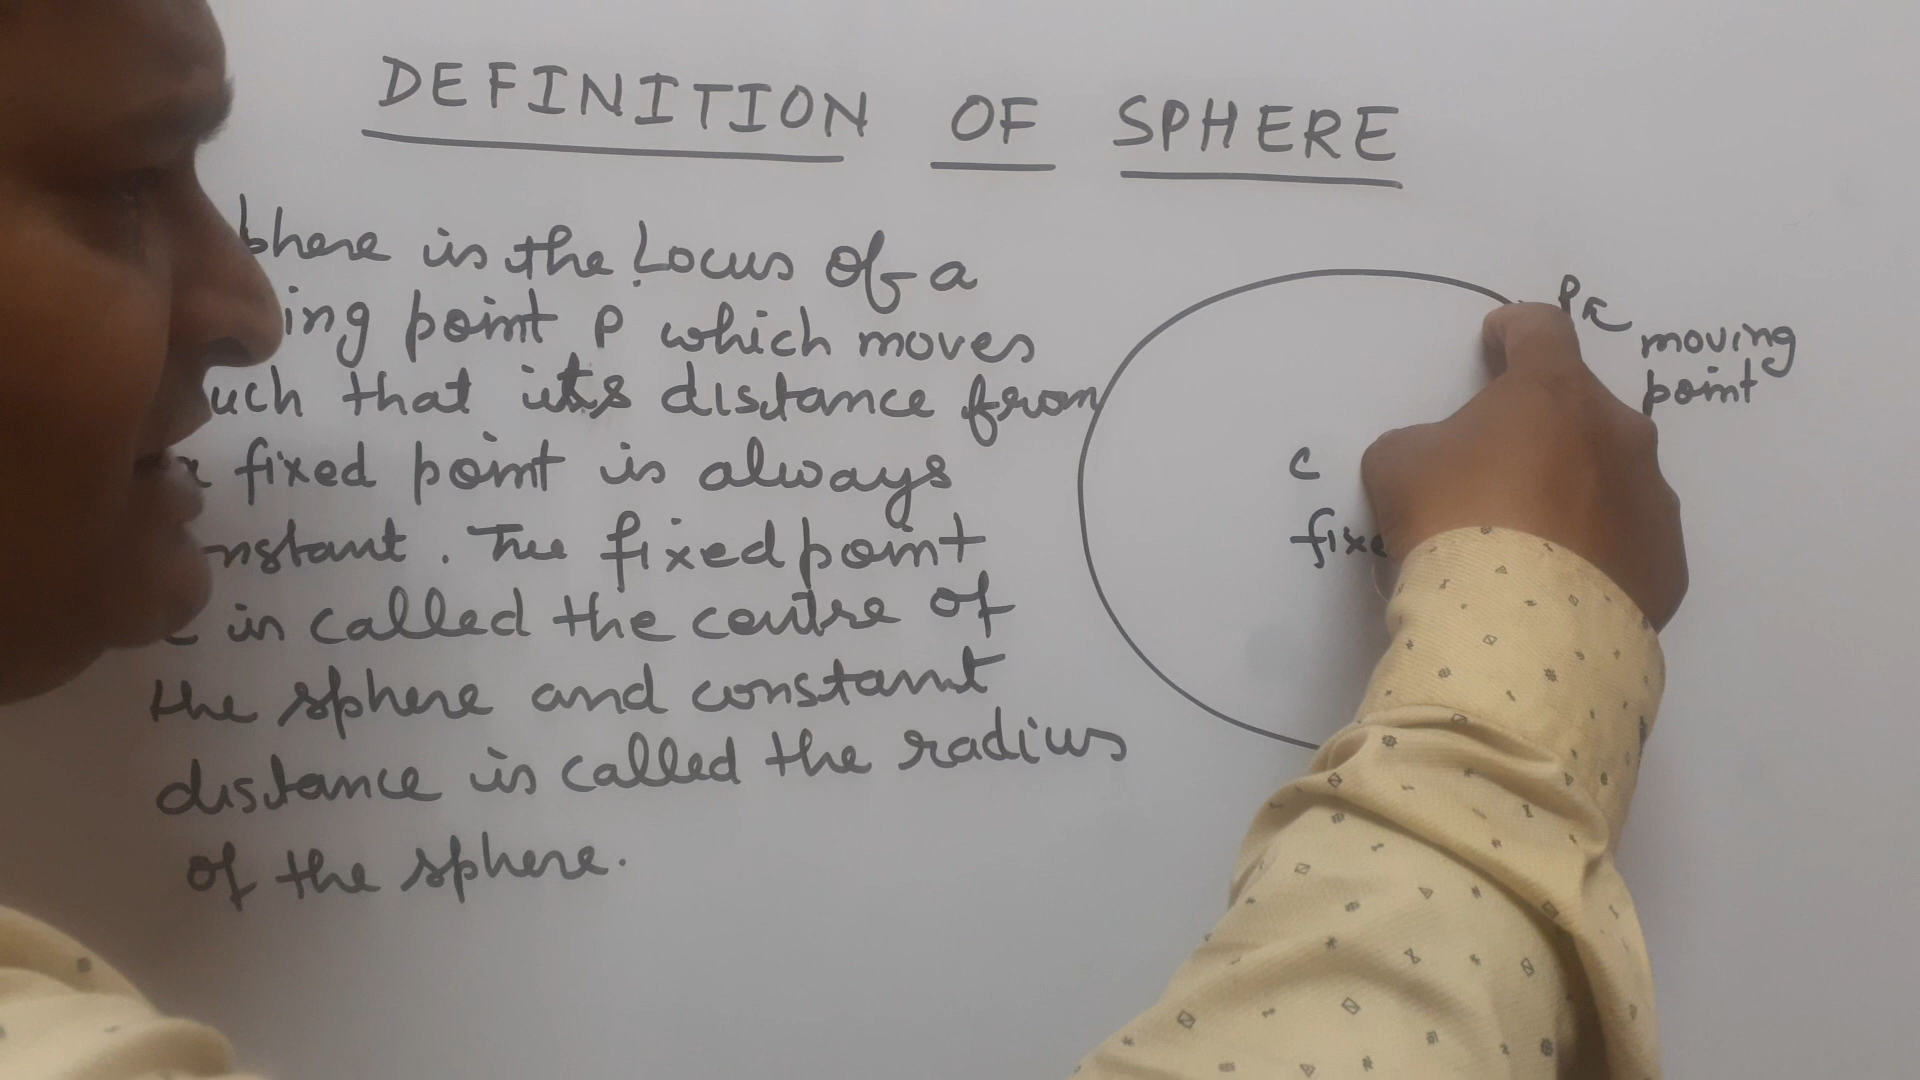 DEFINITION OF SPHERE
phere is the Locus of a
ing point P which moves
uch that its distance from
fixed point is always
nstant. The fixed point
C is called the centre of
the sphere and constant
distance is called the radius
of the sphere.
P
moving
point
C
fixe